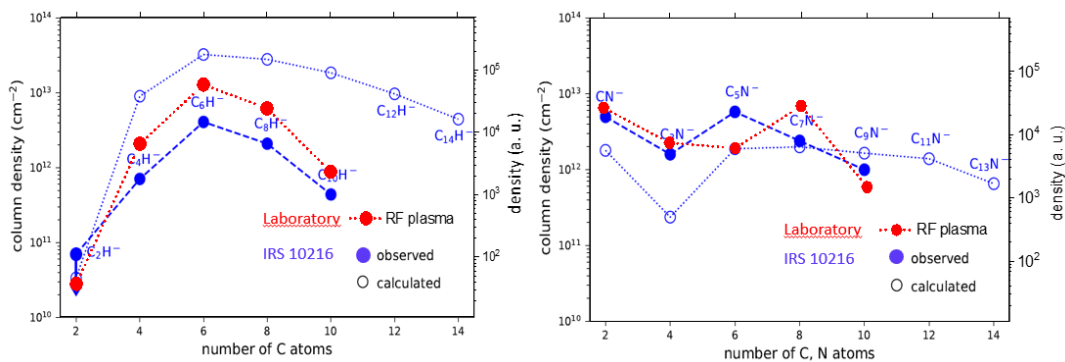 10¹⁴
10¹³
10¹²
10¹¹
10¹⁰
column density (cm⁻²)
C₂H⁻
C₄H⁻
C₆H⁻
C₈H⁻
C₁₀H⁻
C₁₂H⁻
C₁₄H⁻
Laboratory
RF plasma
IRS 10216
observed
calculated
10⁵
10⁴
10³
10²
density (a. u.)
2 4 6 8 10 12 14
number of C atoms
10¹⁴
10¹³
10¹²
10¹¹
10¹⁰
column density (cm⁻²)
CN⁻
C₃N⁻
C₅N⁻
C₇N⁻
C₉N⁻
C₁₁N⁻
C₁₃N⁻
Laboratory
RF plasma
IRS 10216
observed
calculated
10⁵
10⁴
10³
10²
density (a. u.)
2 4 6 8 10 12 14
number of C, N atoms